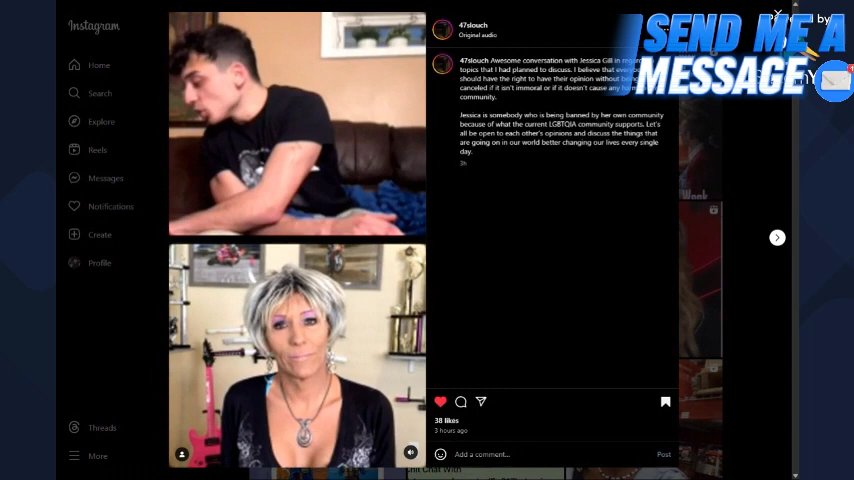 Instagram
Home
Search
Explore
Reels
Messages
Notifications
Create
Profile
Threads
More
47slouch
Original audio
47slouch Awesome conversation with Jessica Gill in
topics that I had planned to discuss. I believe that
should have the right to have their opinion without
canceled if it isn't immoral or if it doesn't cause any
community.
Jessica is somebody who is being banned by her own community
because of what the current LGBTQIA community supports. Let's
all be open to each other's opinions and discuss the things that
are going on in our world better changing our lives every single
day.
3h
38 likes
3 hours ago
Add a comment...
Post
SEND ME A
MESSAGE
by
Chit Chat With